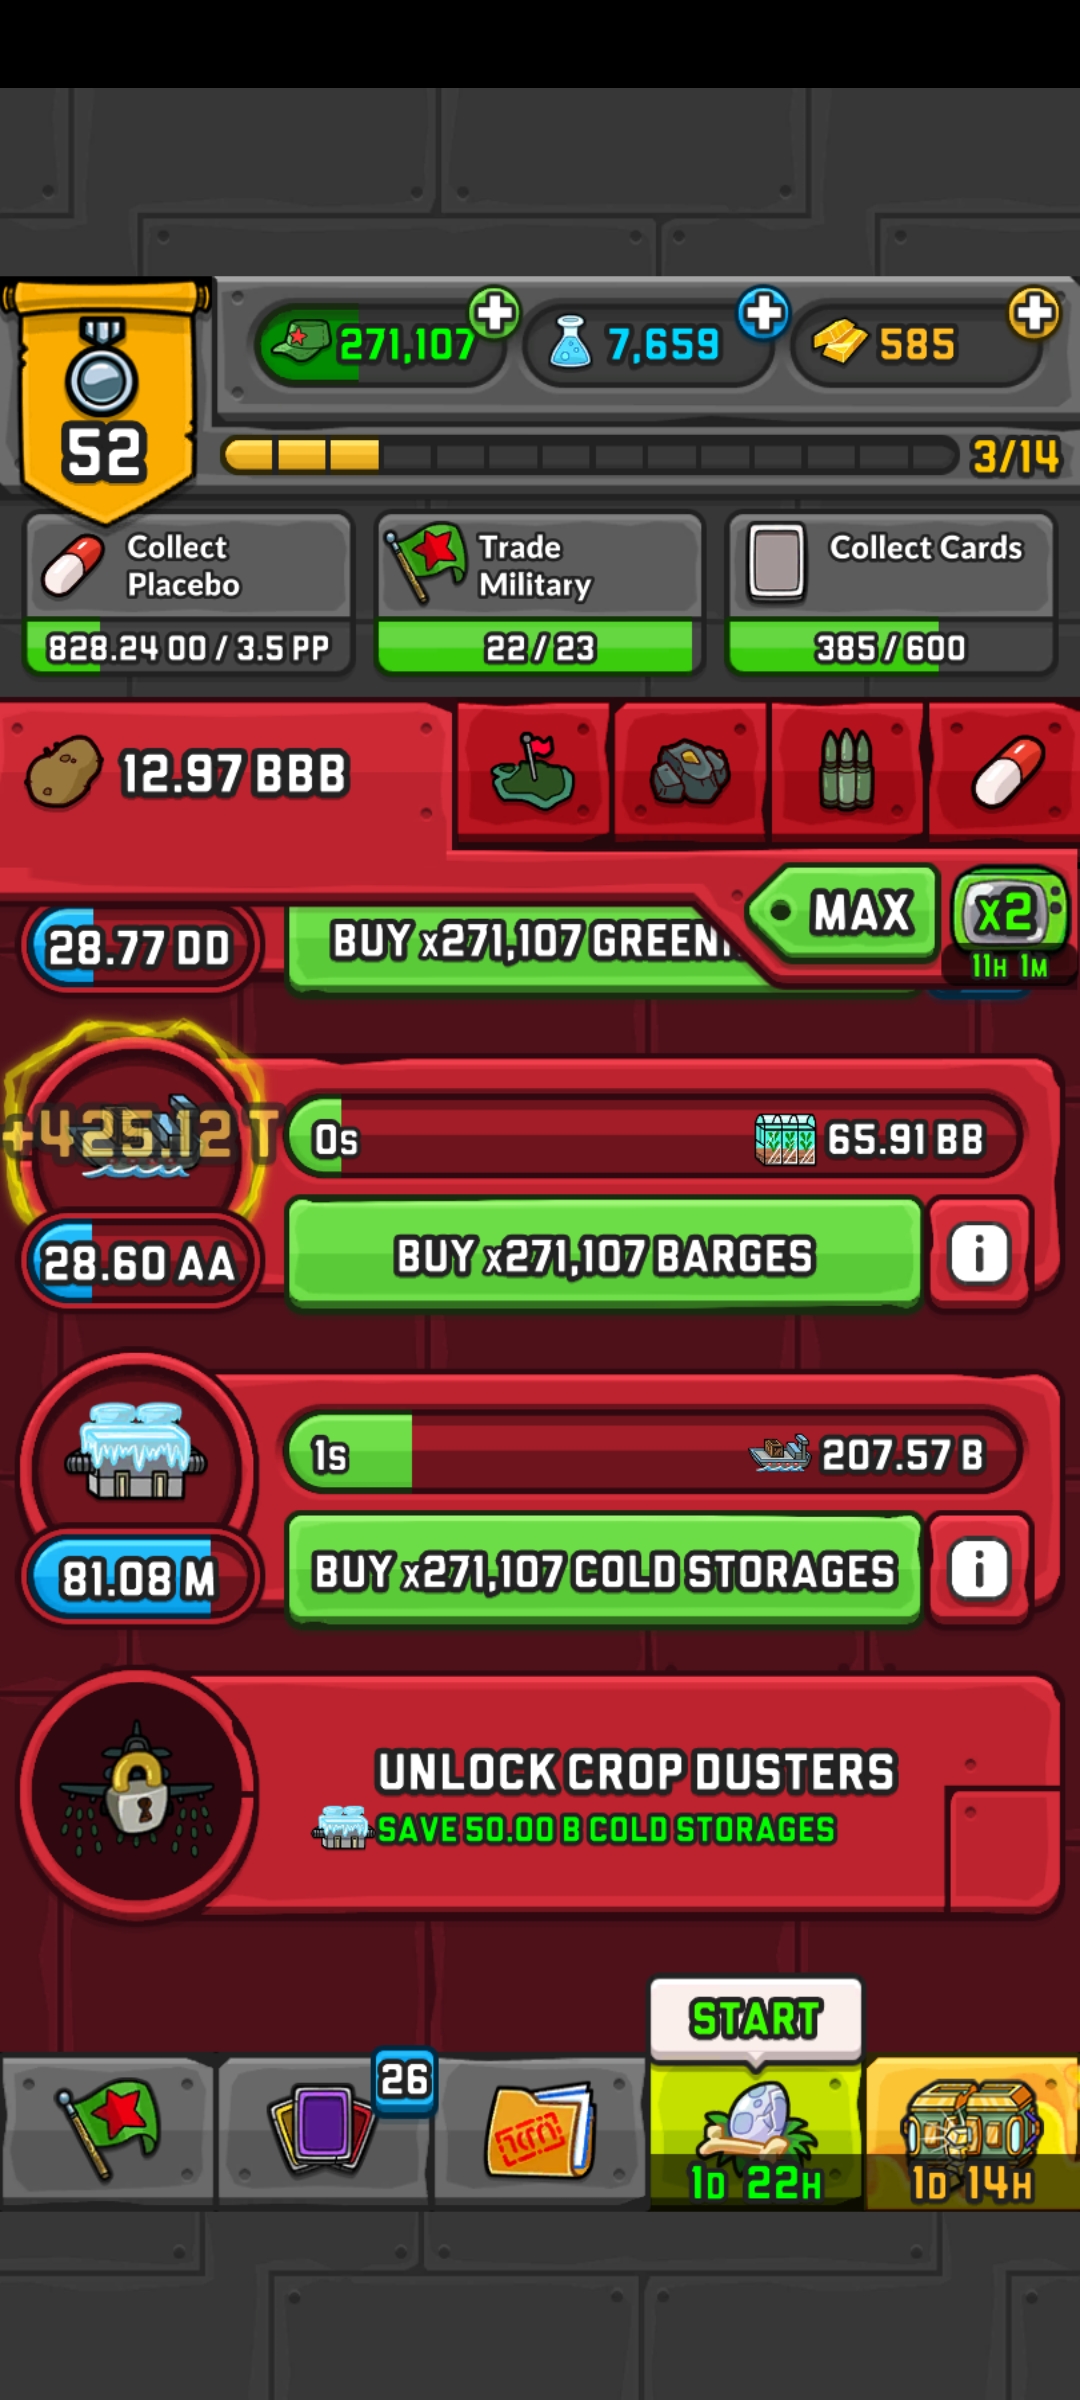 271,107
7,659
585
52
3/14
Collect
Placebo
828.24 OO / 3.5 PP
Trade
Military
22 / 23
Collect Cards
385 / 600
12.97 BBB
MAX
x2
11H 1M
28.77 DD
BUY x271,107
+425.12 T
0s
65.91 BB
28.60 AA
BUY x271,107 BARGES
i
1s
207.57 B
81.08 M
BUY x271,107 COLD STORAGES
i
UNLOCK CROP DUSTERS
SAVE 50.00 B COLD STORAGES
START
26
1D 22H
1D 14H